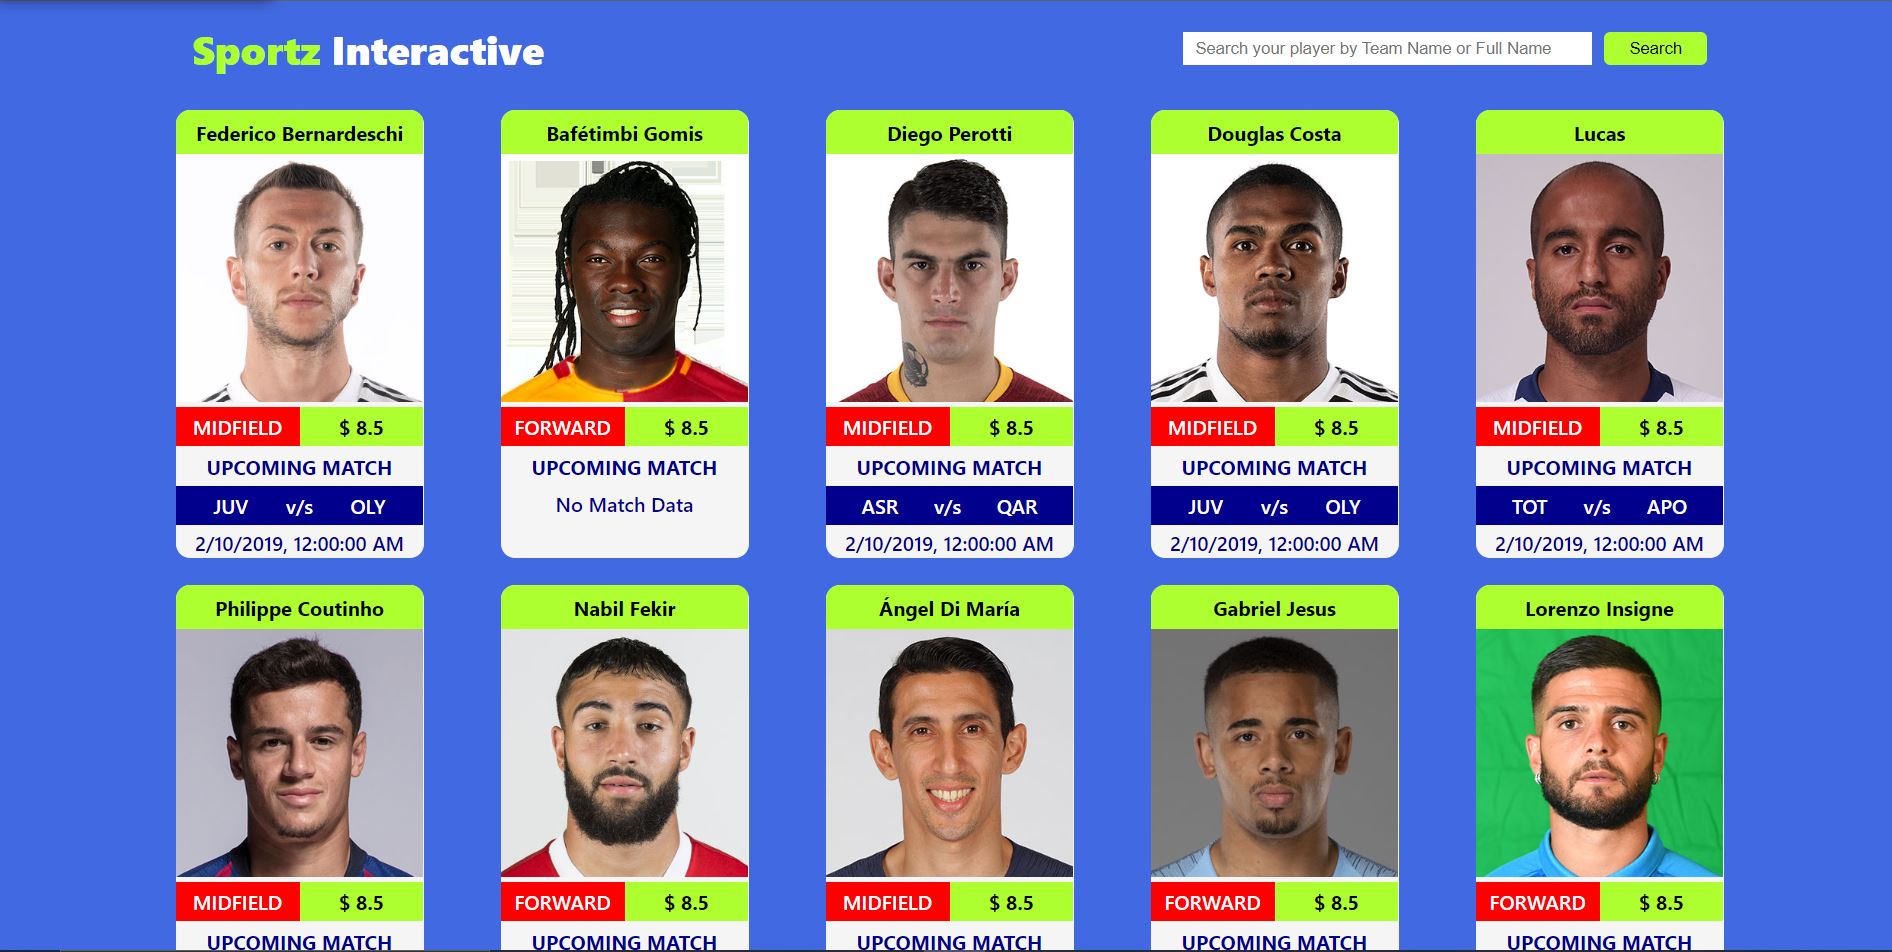 Sportz Interactive
Search your player by Team Name or Full Name
Search
Federico Bernardeschi
MIDFIELD
$ 8.5
UPCOMING MATCH
JUV v/s OLY
2/10/2019, 12:00:00 AM
Bafétimbi Gomis
FORWARD
$ 8.5
UPCOMING MATCH
No Match Data
Diego Perotti
MIDFIELD
$ 8.5
UPCOMING MATCH
ASR v/s QAR
2/10/2019, 12:00:00 AM
Douglas Costa
MIDFIELD
$ 8.5
UPCOMING MATCH
JUV v/s OLY
2/10/2019, 12:00:00 AM
Lucas
MIDFIELD
$ 8.5
UPCOMING MATCH
TOT v/s APO
2/10/2019, 12:00:00 AM
Philippe Coutinho
MIDFIELD
$ 8.5
UPCOMING MATCH
Nabil Fekir
FORWARD
$ 8.5
UPCOMING MATCH
Ángel Di María
MIDFIELD
$ 8.5
UPCOMING MATCH
Gabriel Jesus
FORWARD
$ 8.5
UPCOMING MATCH
Lorenzo Insigne
FORWARD
$ 8.5
UPCOMING MATCH